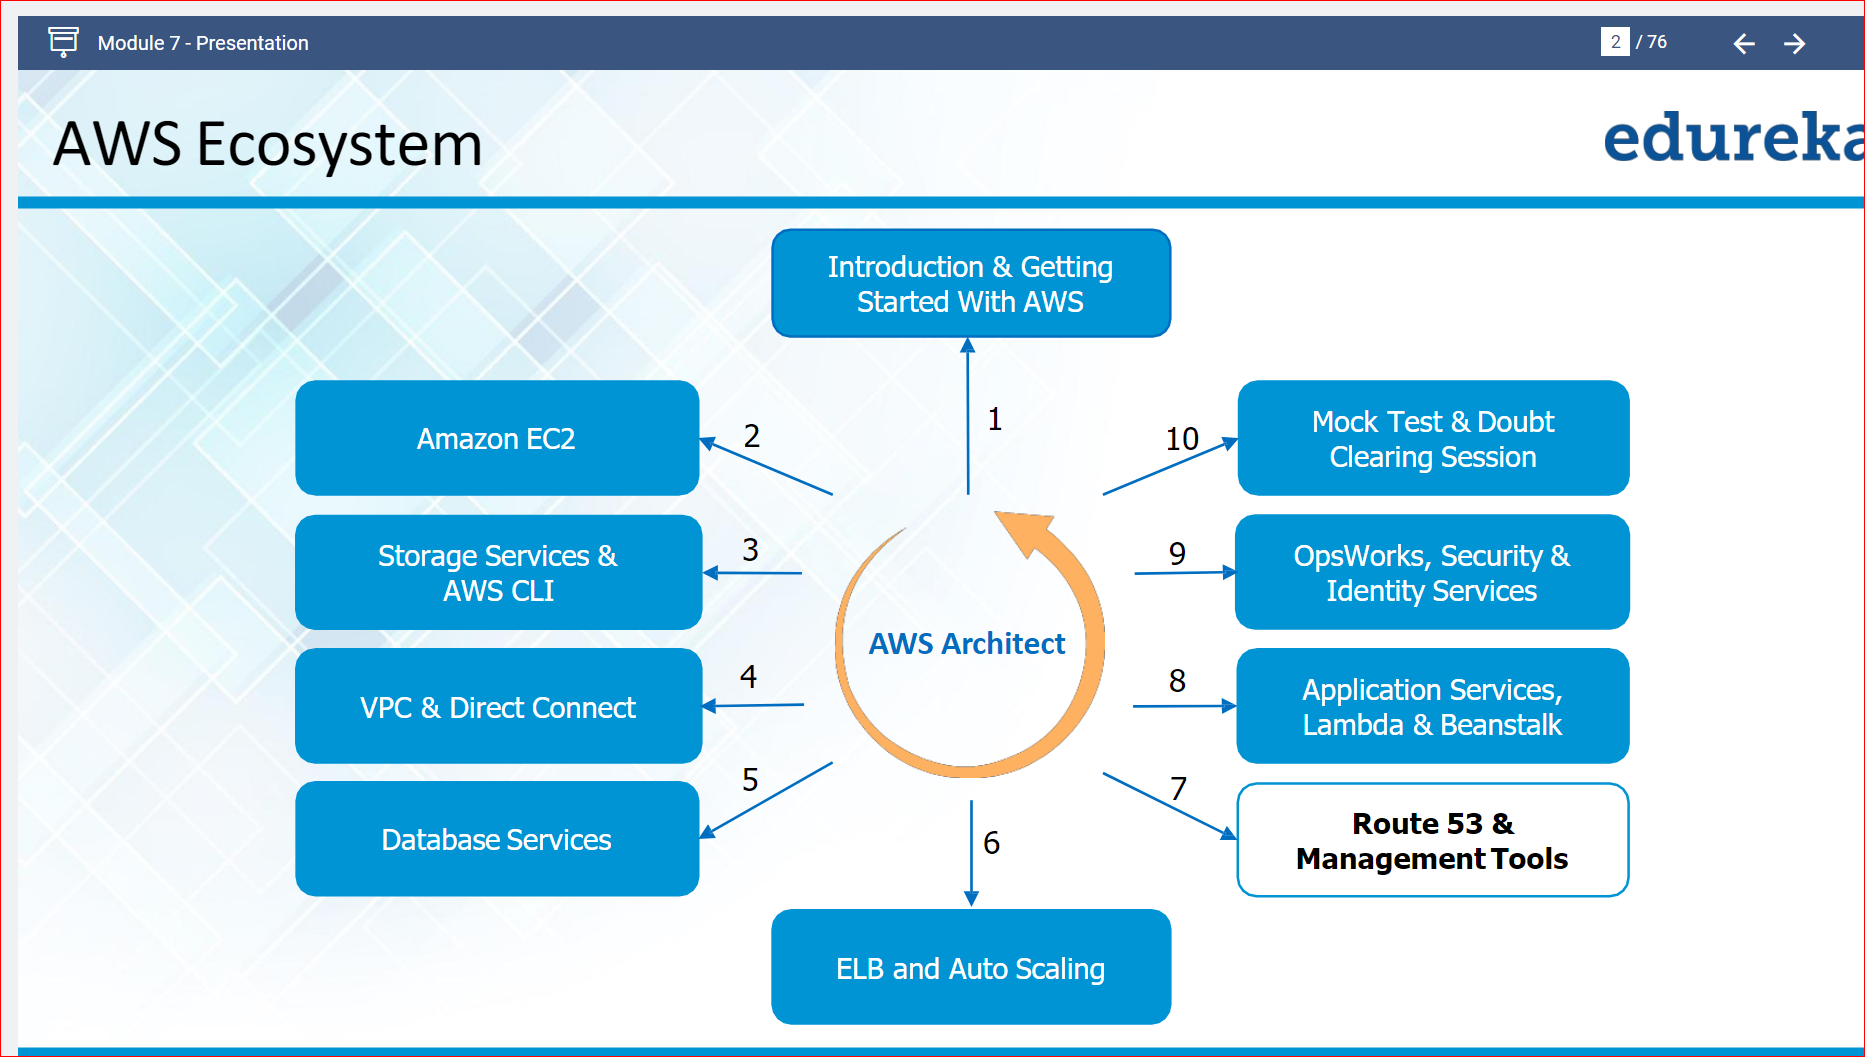 Module 7 - Presentation
2 / 76
AWS Ecosystem
edureka
Introduction & Getting
Started With AWS
1
Amazon EC2
2
Storage Services &
AWS CLI
3
VPC & Direct Connect
4
Database Services
5
ELB and Auto Scaling
6
Route 53 &
Management Tools
7
Application Services,
Lambda & Beanstalk
8
OpsWorks, Security &
Identity Services
9
Mock Test & Doubt
Clearing Session
10
AWS Architect